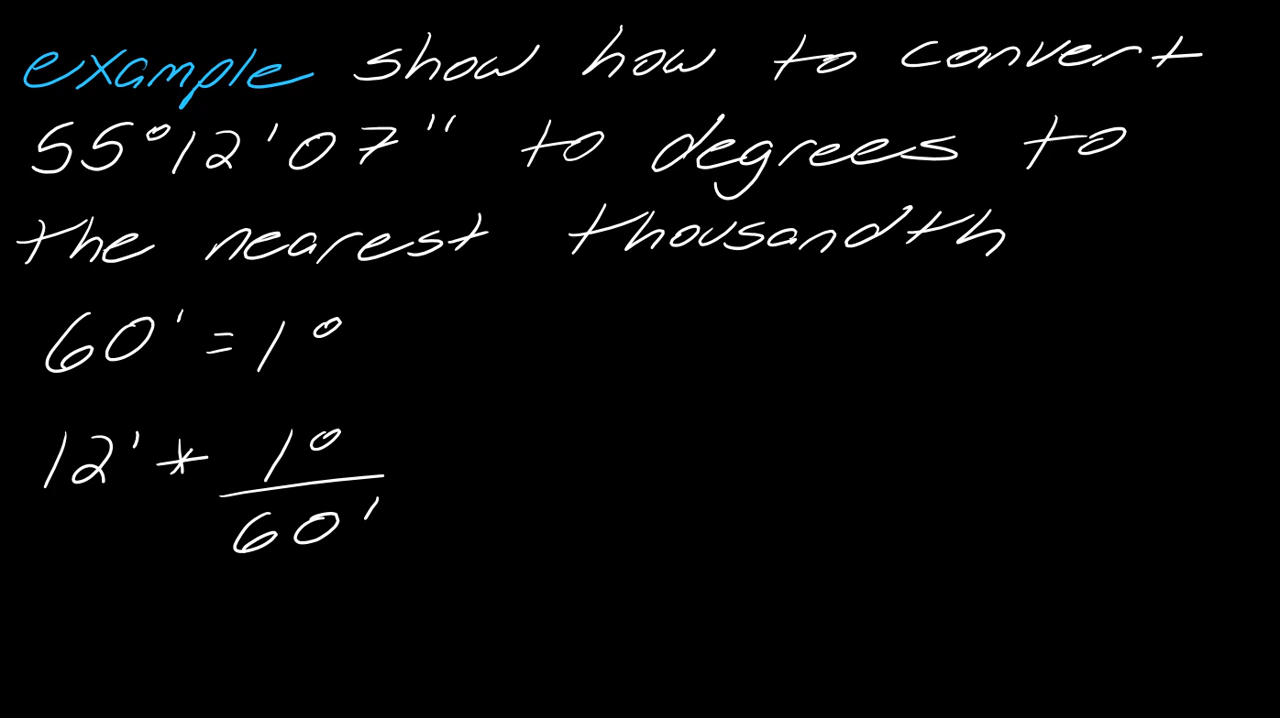 example show how to convert
55°12'07" to degrees to
the nearest thousandth
60' = 1°
12' * 1°
60'